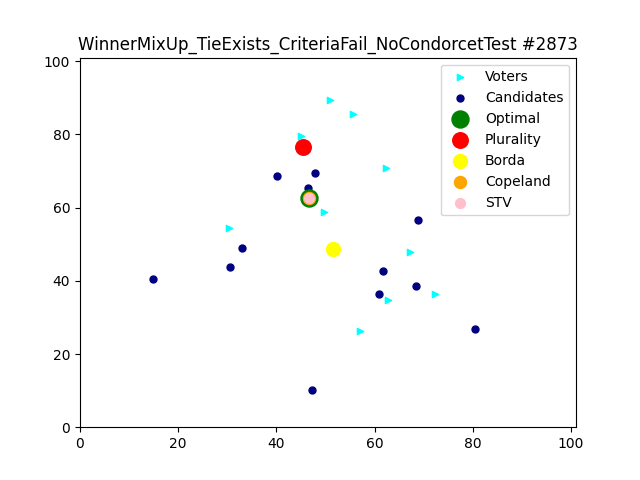 WinnerMixUp_TieExists_CriteriaFail_NoCondorcetTest #2873
100
80
60
40
20
0
0 20 40 60 80 100
Voters
Candidates
Optimal
Plurality
Borda
Copeland
STV